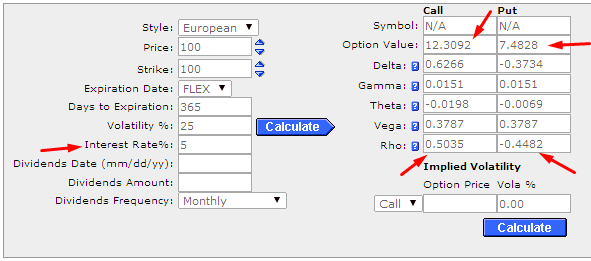 Call Put
Style: European Symbol: N/A N/A
Price: 100 Option Value: 12.3092 7.4828
Strike: 100 Delta: ? 0.6266 -0.3734
Expiration Date: FLEX Gamma: ? 0.0151 0.0151
Days to Expiration: 365 Theta: ? -0.0198 -0.0069
Volatility %: 25 Calculate Vega: ? 0.3787 0.3787
Interest Rate%: 5 Rho: ? 0.5035 -0.4482
Dividends Date (mm/dd/yy): Implied Volatility
Dividends Amount: Option Price Vola %
Dividends Frequency: Monthly Call 0.00
Calculate